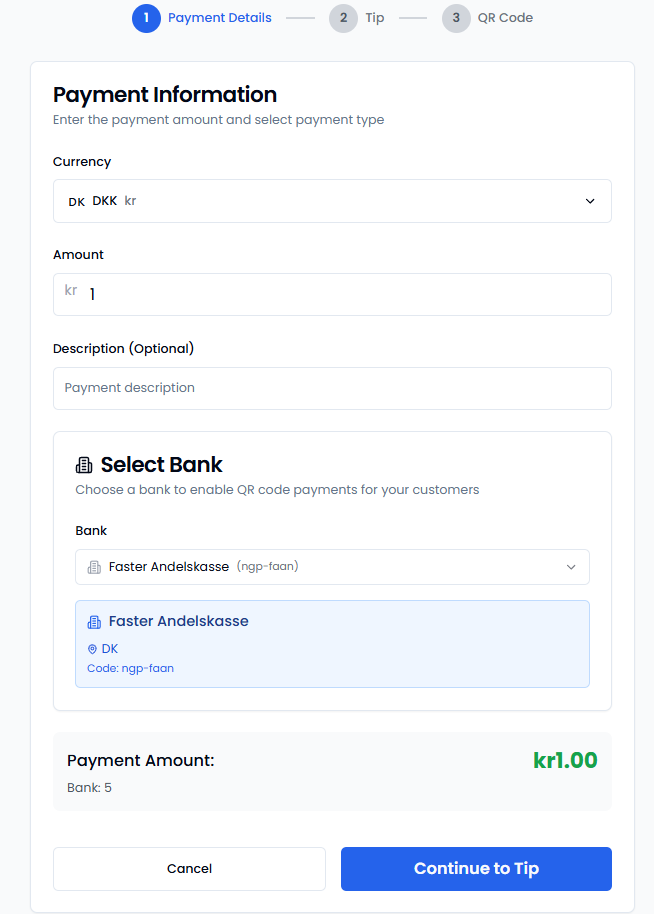 1 Payment Details 2 Tip 3 QR Code
Payment Information
Enter the payment amount and select payment type
Currency
DK DKK kr
Amount
kr 1
Description (Optional)
Payment description
Select Bank
Choose a bank to enable QR code payments for your customers
Bank
Faster Andelskasse (ngp-faan)
Faster Andelskasse
DK
Code: ngp-faan
Payment Amount: kr1.00
Bank: 5
Cancel Continue to Tip